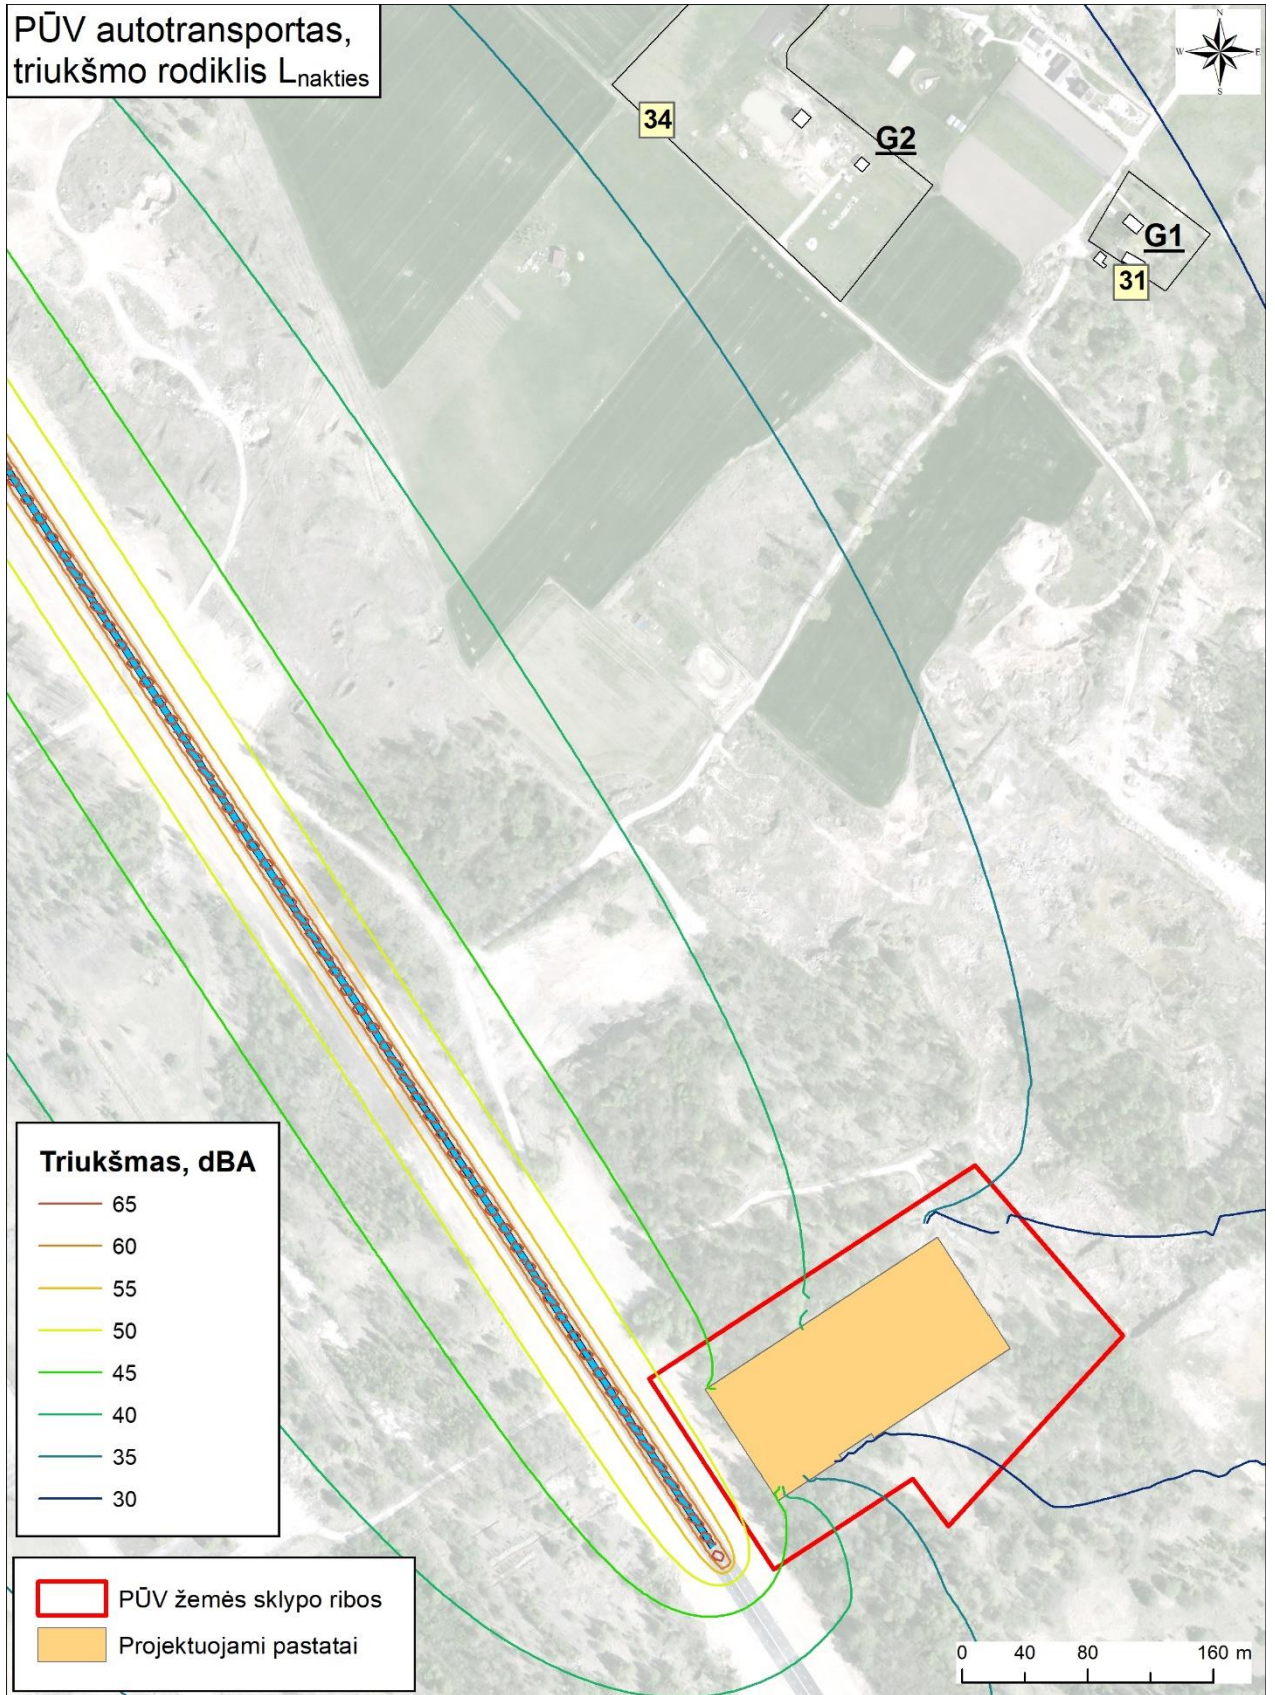 PŪV autotransportas,
triukšmo rodiklis Lnakties
N
W E
S
34
G2
G1
31
Triukšmas, dBA
65
60
55
50
45
40
35
30
PŪV žemės sklypo ribos
Projektuojami pastatai
0 40 80 160 m